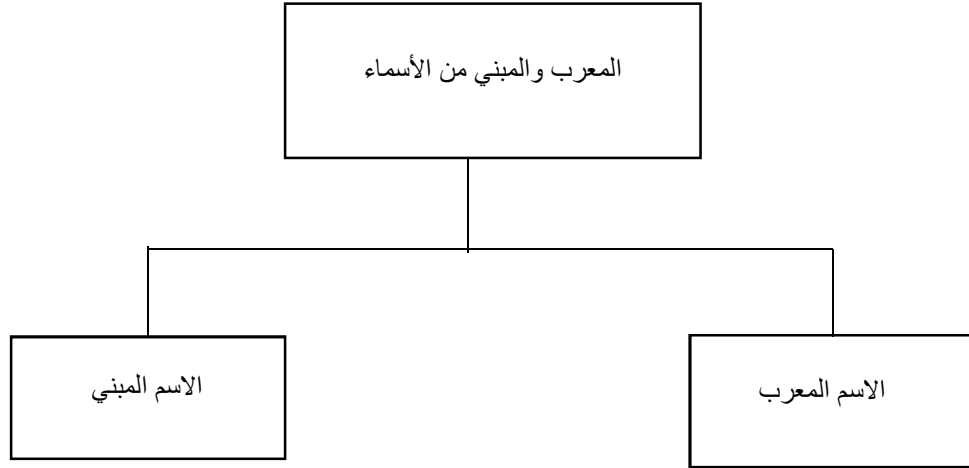 المعرب والمبني من الأسماء
الاسم المعرب
الاسم المبني